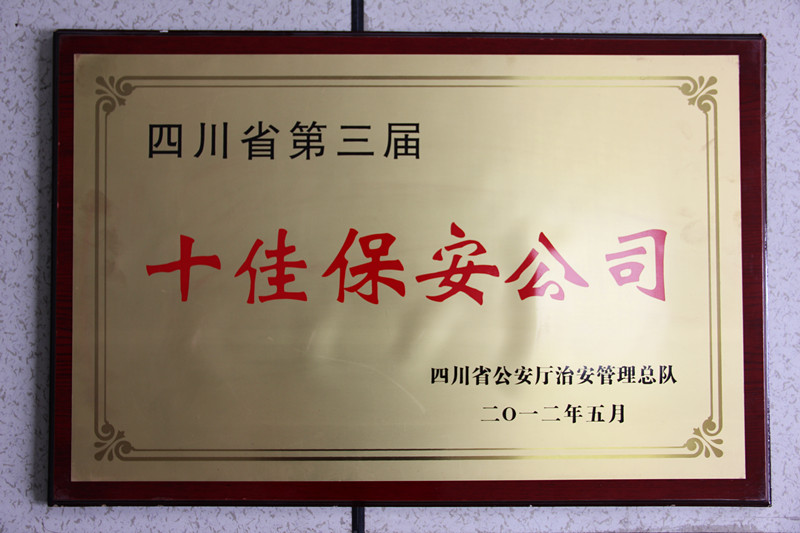 四川省第三届
十佳保安公司
四川省公安厅治安管理总队
二〇一二年五月